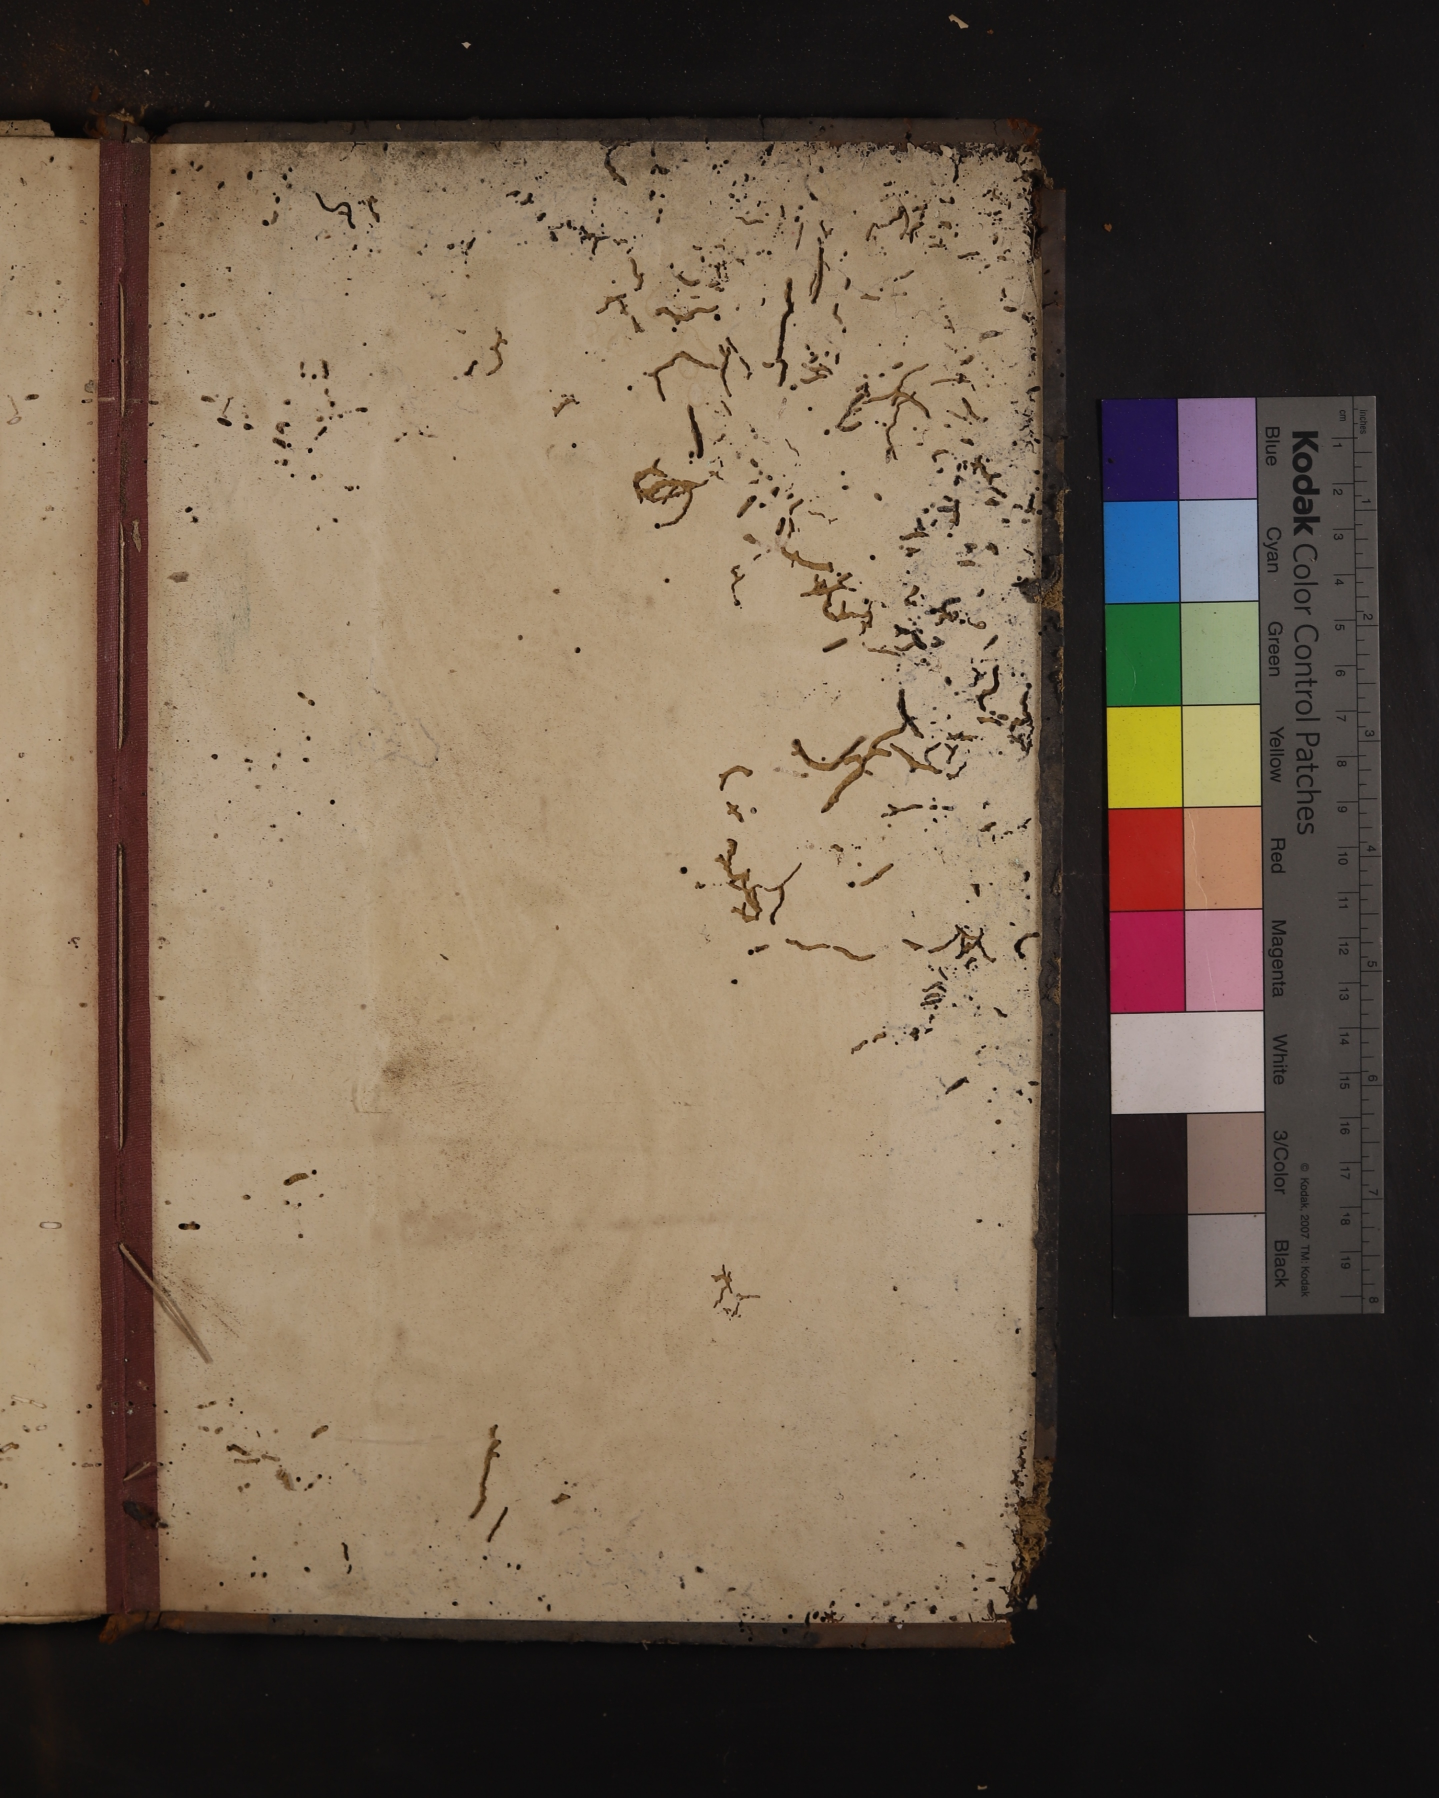 Kodak Color Control Patches
Blue Cyan Green Yellow Red Magenta White 3/Color Black
© Kodak, 2007 TM: Kodak
cm 1 2 3 4 5 6 7 8 9 10 11 12 13 14 15 16 17 18 19
inches 1 2 3 4 5 6 7 8